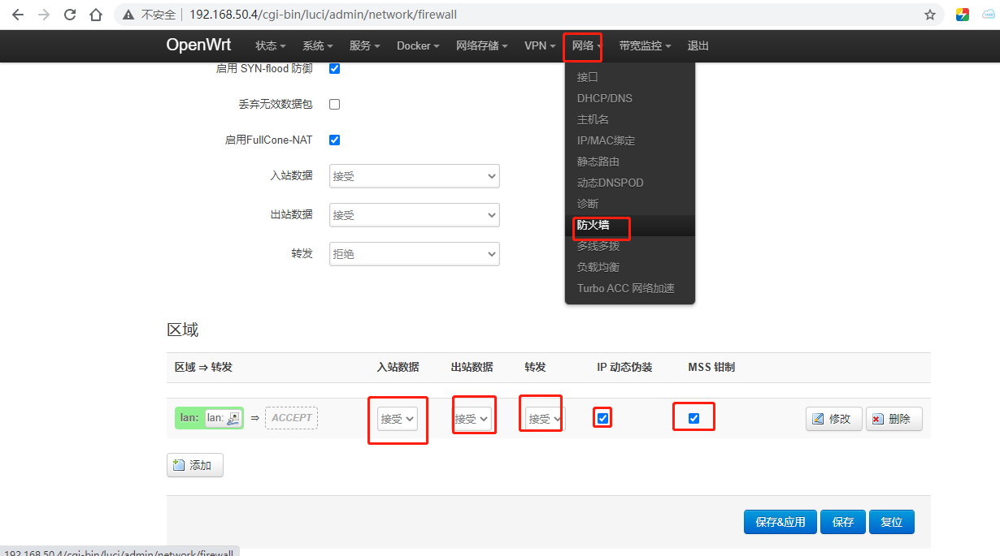 不安全 192.168.50.4/cgi-bin/luci/admin/network/firewall
OpenWrt 状态 系统 服务 Docker 网络存储 VPN 网络 带宽监控 退出
启用 SYN-flood 防御
丢弃无效数据包
启用FullCone-NAT
入站数据 接受
出站数据 接受
转发 拒绝
接口
DHCP/DNS
主机名
IP/MAC绑定
静态路由
动态DNSPOD
诊断
防火墙
多线多拨
负载均衡
Turbo ACC 网络加速
区域
区域 ⇒ 转发 入站数据 出站数据 转发 IP 动态伪装 MSS 钳制
lan: lan: ⇒ ACCEPT 接受 接受 接受 修改 删除
添加
保存&应用 保存 复位
192.168.50.4/cgi-bin/luci/admin/network/firewall